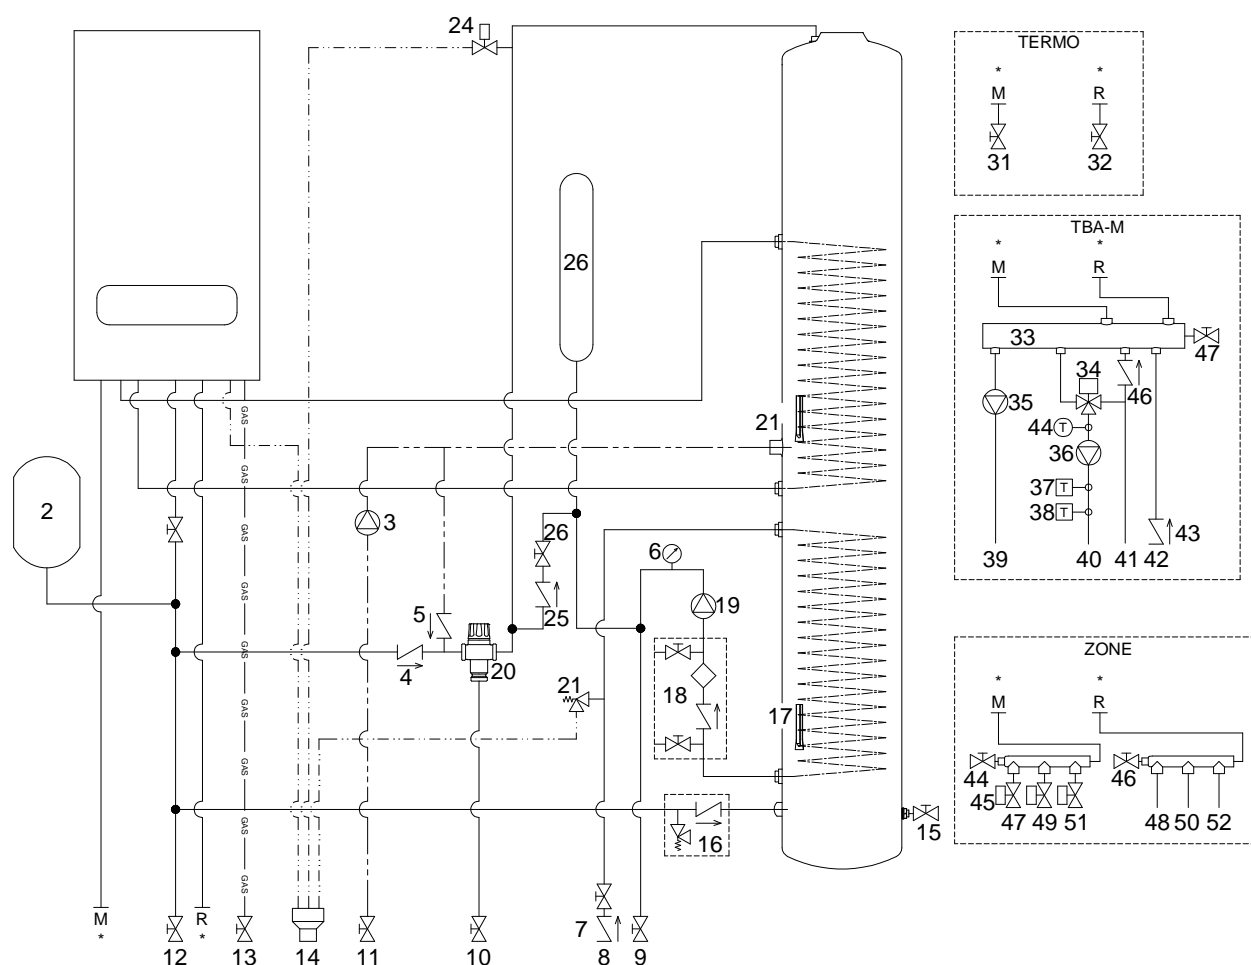 24
TERMO
* *
M R
31 32
26
TBA-M
* *
M R
33
47
34
46
35
44 T
36
37 T
38 T
43
39 40 41 42
21
GAS
GAS
GAS
GAS
GAS
GAS
GAS
GAS
2
3
26
6
19
25
5
4
20
21
18
17
16
15
ZONE
* *
M R
44 46
45
47 49 51 48 50 52
M R
* *
7
12 13 14 11 10 8 9